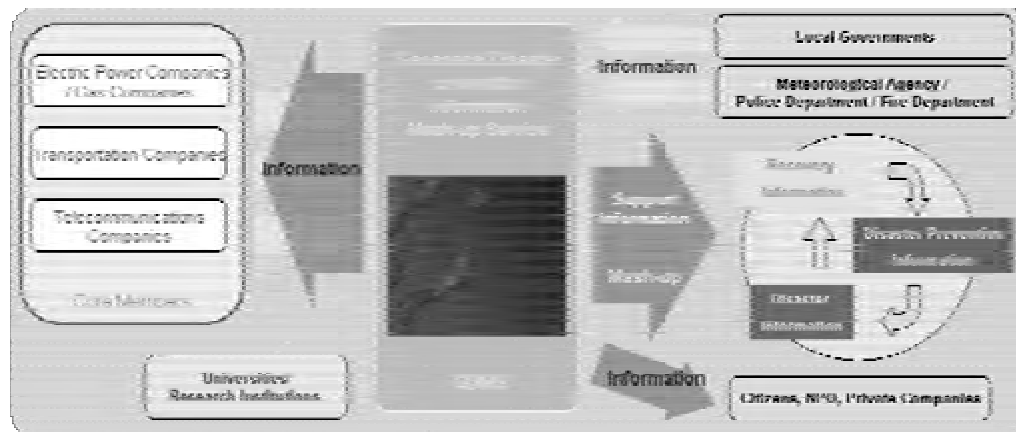 Electric Power Companies
/ Gas Companies
Transportation Companies
Telecommunications
Companies
Core Members
Universities
Research Institutions
Information
Mash-up Service
Information
Support
Information
Mash-up
Information
Local Governments
Meteorological Agency /
Police Department / Fire Department
Recovery
Information
Disaster Prevention
Information
Disaster
Information
Citizens, NPO, Private Companies